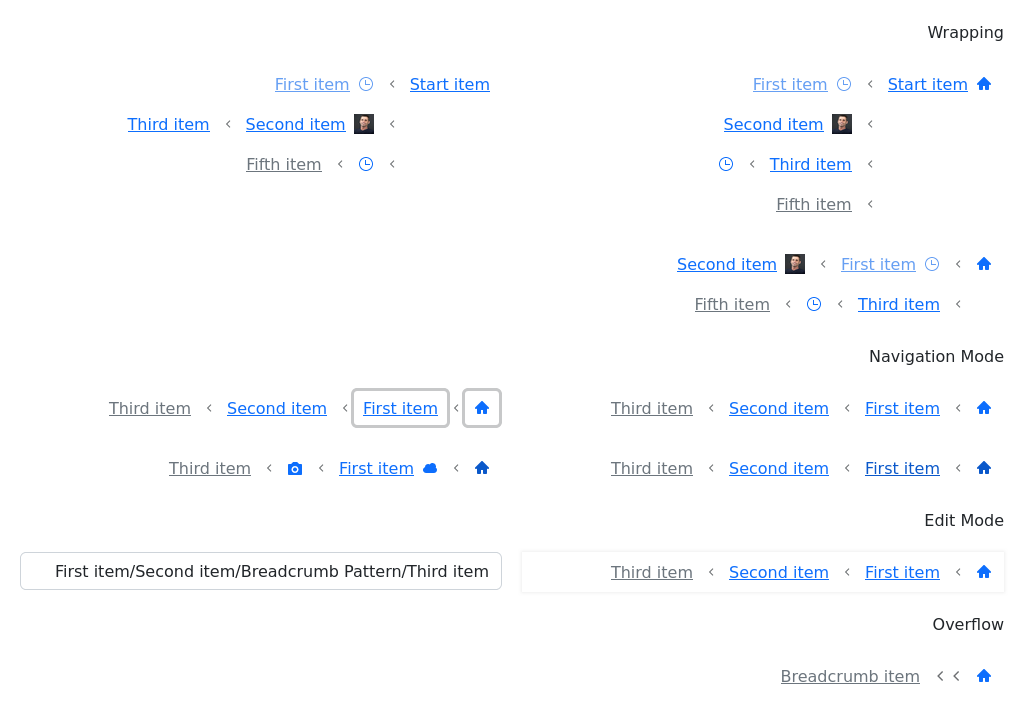 Wrapping
Start item First item
Second item
Third item
Fifth item
Start item First item
Second item Third item
Fifth item
First item Second item
Third item Fifth item
Navigation Mode
First item Second item Third item
First item Second item Third item
First item Second item Third item
First item Third item
Edit Mode
First item Second item Third item
First item/Second item/Breadcrumb Pattern/Third item
Overflow
Breadcrumb item